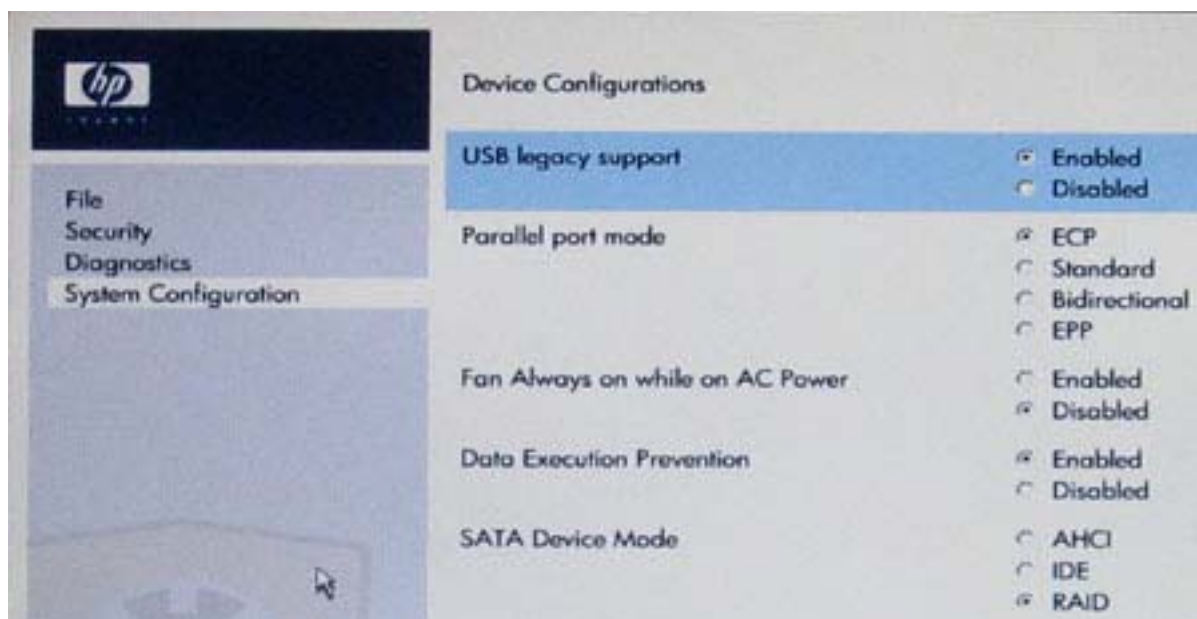 hp
Device Configurations
USB legacy support
Enabled
Disabled
File
Security
Diagnostics
System Configuration
Parallel port mode
ECP
Standard
Bidirectional
EPP
Fan Always on while on AC Power
Enabled
Disabled
Data Execution Prevention
Enabled
Disabled
SATA Device Mode
AHCI
IDE
RAID